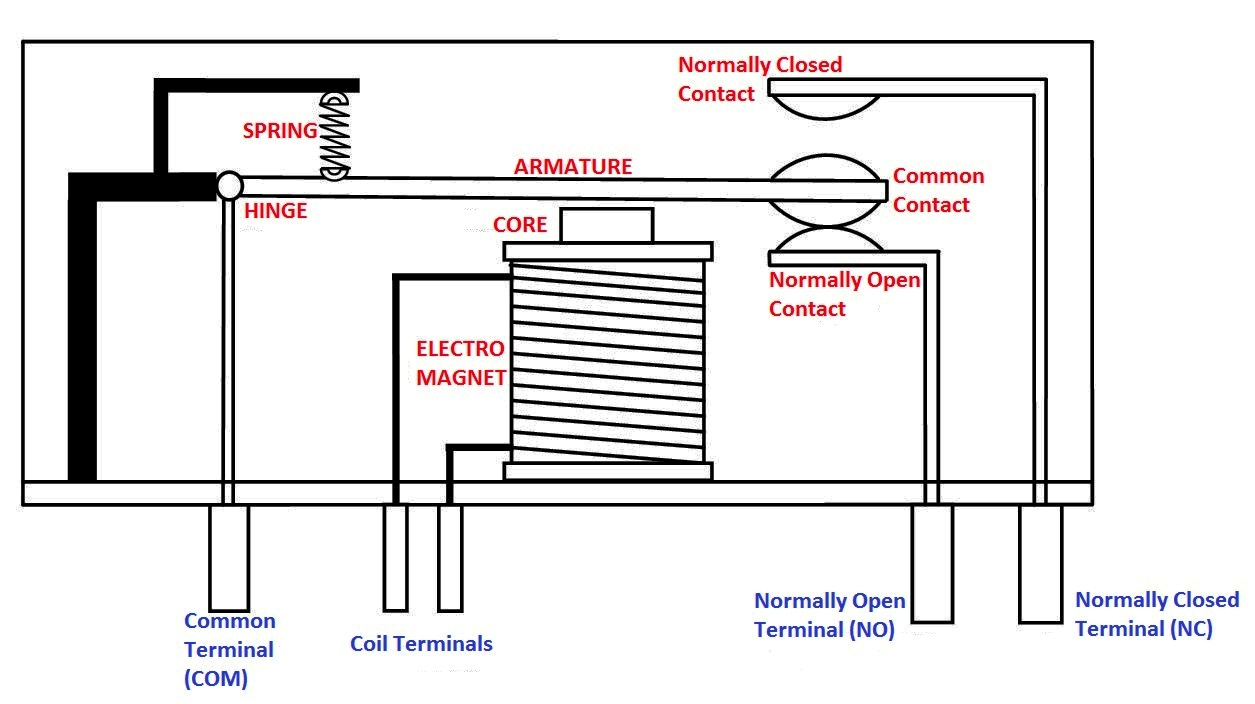 Normally Closed
Contact
SPRING
ARMATURE
Common
Contact
HINGE
CORE
Normally Open
Contact
ELECTRO
MAGNET
Common
Terminal
(COM)
Coil Terminals
Normally Open
Terminal (NO)
Normally Closed
Terminal (NC)